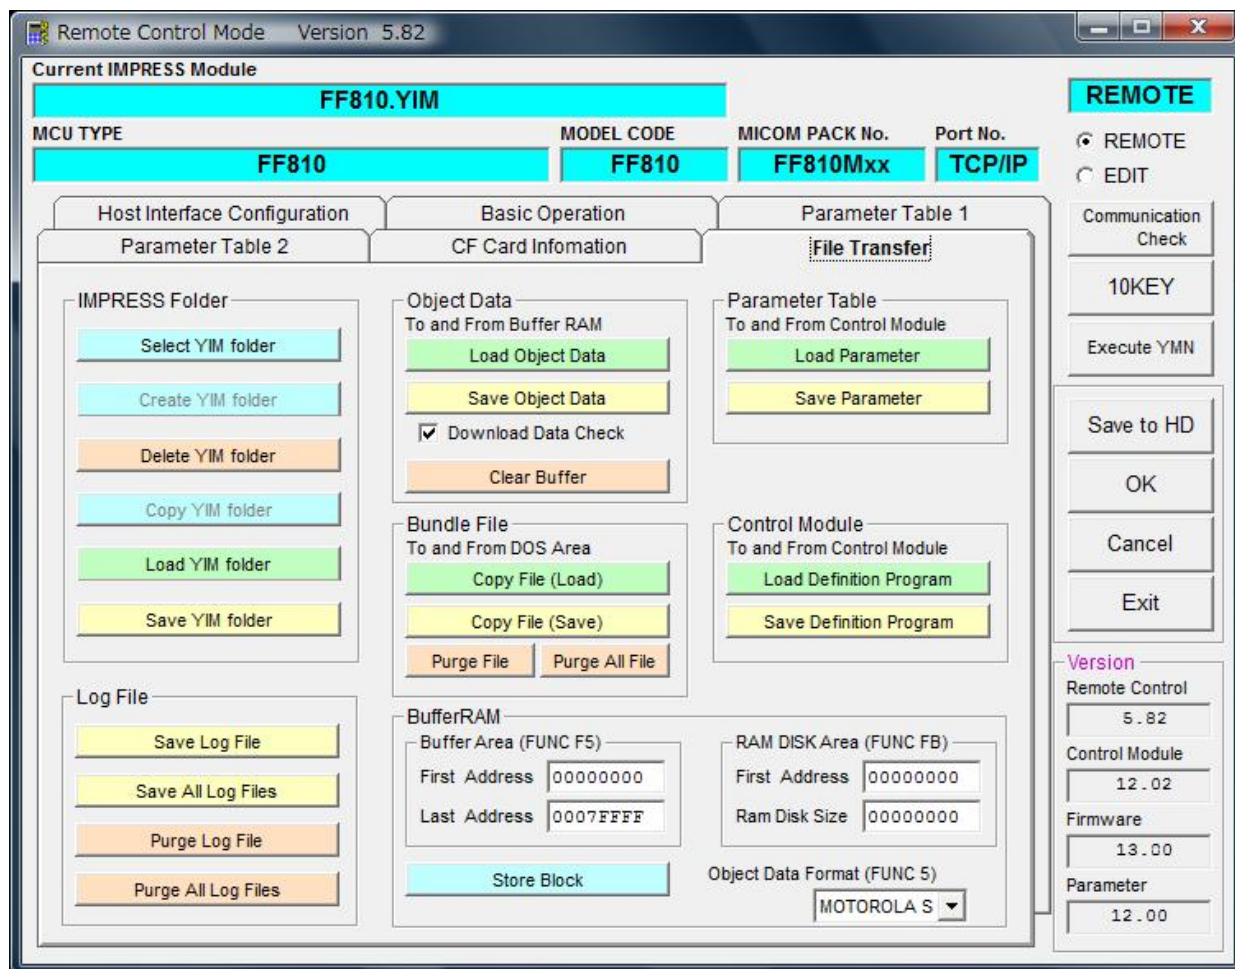 Remote Control Mode Version 5.82
Current IMPRESS Module
FF810.YIM
REMOTE
MCU TYPE
MODEL CODE
MICOM PACK No.
Port No.
FF810
FF810
FF810Mxx
TCP/IP
REMOTE
EDIT
Host Interface Configuration
Basic Operation
Parameter Table 1
Parameter Table 2
CF Card Infomation
File Transfer
Communication
Check
10KEY
Execute YMN
Save to HD
OK
Cancel
Exit
IMPRESS Folder
Select YIM folder
Create YIM folder
Delete YIM folder
Copy YIM folder
Load YIM folder
Save YIM folder
Object Data
To and From Buffer RAM
Load Object Data
Save Object Data
Download Data Check
Clear Buffer
Parameter Table
To and From Control Module
Load Parameter
Save Parameter
Bundle File
To and From DOS Area
Copy File (Load)
Copy File (Save)
Purge File
Purge All File
Control Module
To and From Control Module
Load Definition Program
Save Definition Program
Log File
Save Log File
Save All Log Files
Purge Log File
Purge All Log Files
BufferRAM
Buffer Area (FUNC F5)
First Address 00000000
Last Address 0007FFFF
RAM DISK Area (FUNC FB)
First Address 00000000
Ram Disk Size 00000000
Store Block
Object Data Format (FUNC 5)
MOTOROLA S
Version
Remote Control
5.82
Control Module
12.02
Firmware
13.00
Parameter
12.00